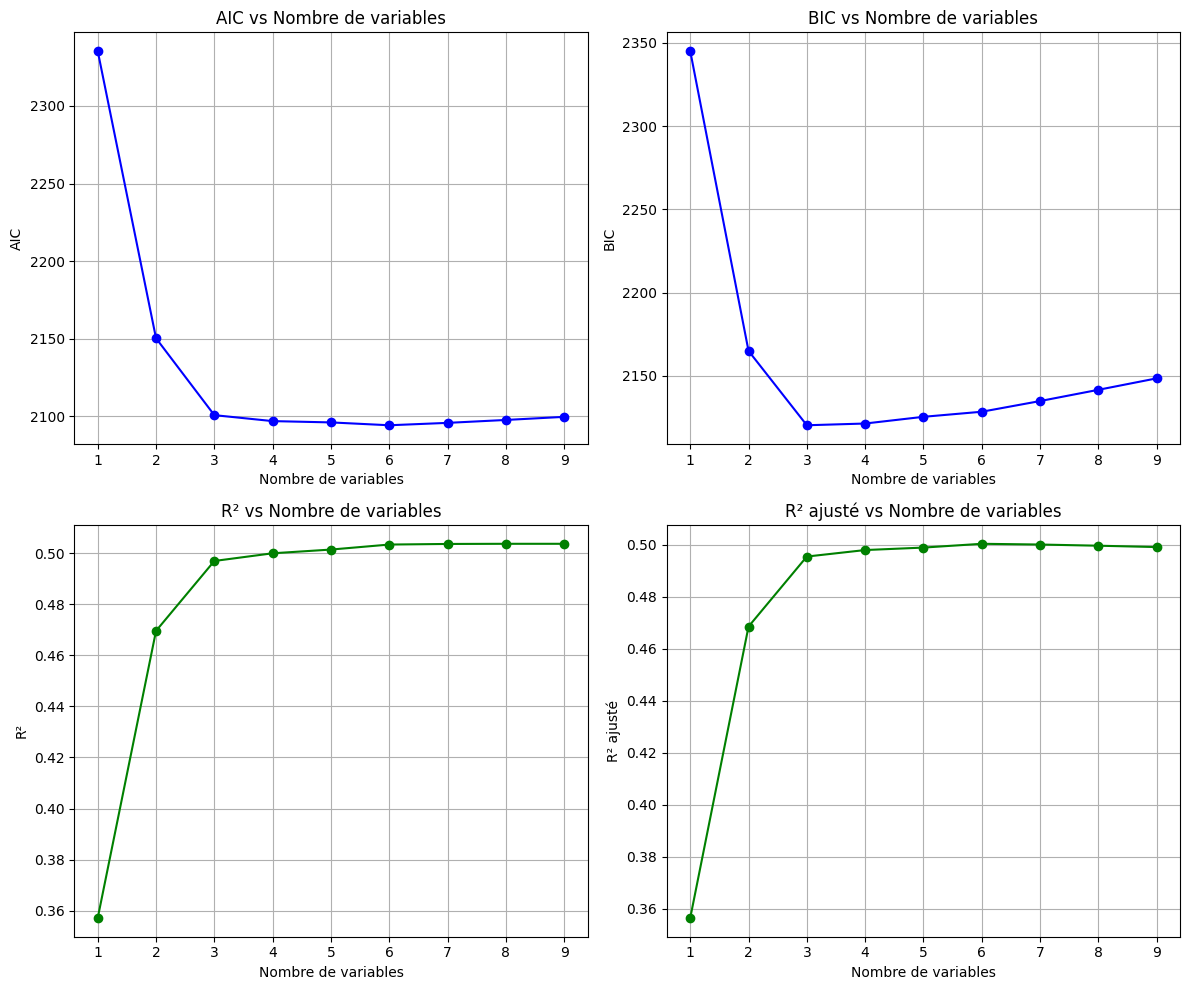 AIC vs Nombre de variables
AIC
2300
2250
2200
2150
2100
1 2 3 4 5 6 7 8 9
Nombre de variables
BIC vs Nombre de variables
BIC
2350
2300
2250
2200
2150
1 2 3 4 5 6 7 8 9
Nombre de variables
R² vs Nombre de variables
R²
0.50
0.48
0.46
0.44
0.42
0.40
0.38
0.36
1 2 3 4 5 6 7 8 9
Nombre de variables
R² ajusté vs Nombre de variables
R² ajusté
0.50
0.48
0.46
0.44
0.42
0.40
0.38
0.36
1 2 3 4 5 6 7 8 9
Nombre de variables